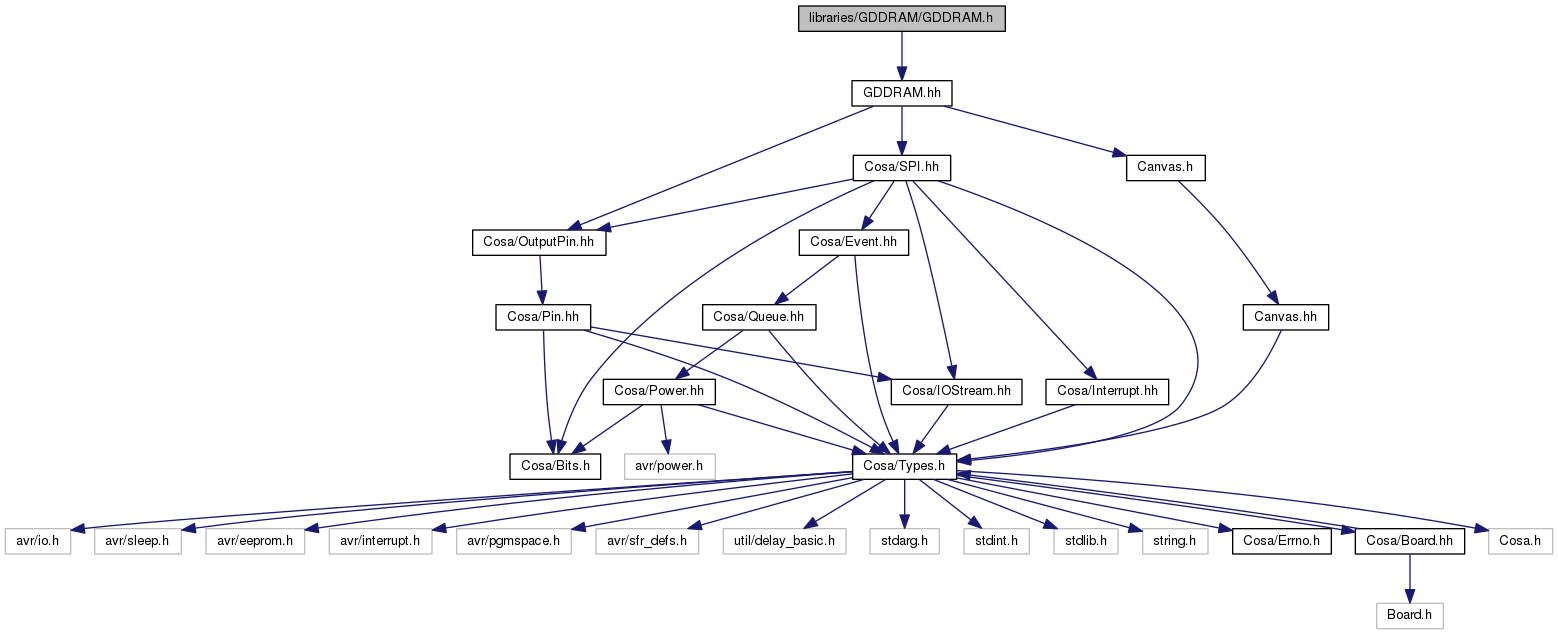 libraries/GDDRAM/GDDRAM.h
GDDRAM.hh
Cosa/SPI.hh
Canvas.h
Cosa/OutputPin.hh
Cosa/Event.hh
Cosa/Pin.hh
Cosa/Queue.hh
Canvas.hh
Cosa/Power.hh
Cosa/IOStream.hh
Cosa/Interrupt.hh
Cosa/Bits.h
avr/power.h
Cosa/Types.h
avr/io.h
avr/sleep.h
avr/eeprom.h
avr/interrupt.h
avr/pgmspace.h
avr/sfr_defs.h
util/delay_basic.h
stdarg.h
stdint.h
stdlib.h
string.h
Cosa/Errno.h
Cosa/Board.hh
Cosa.h
Board.h